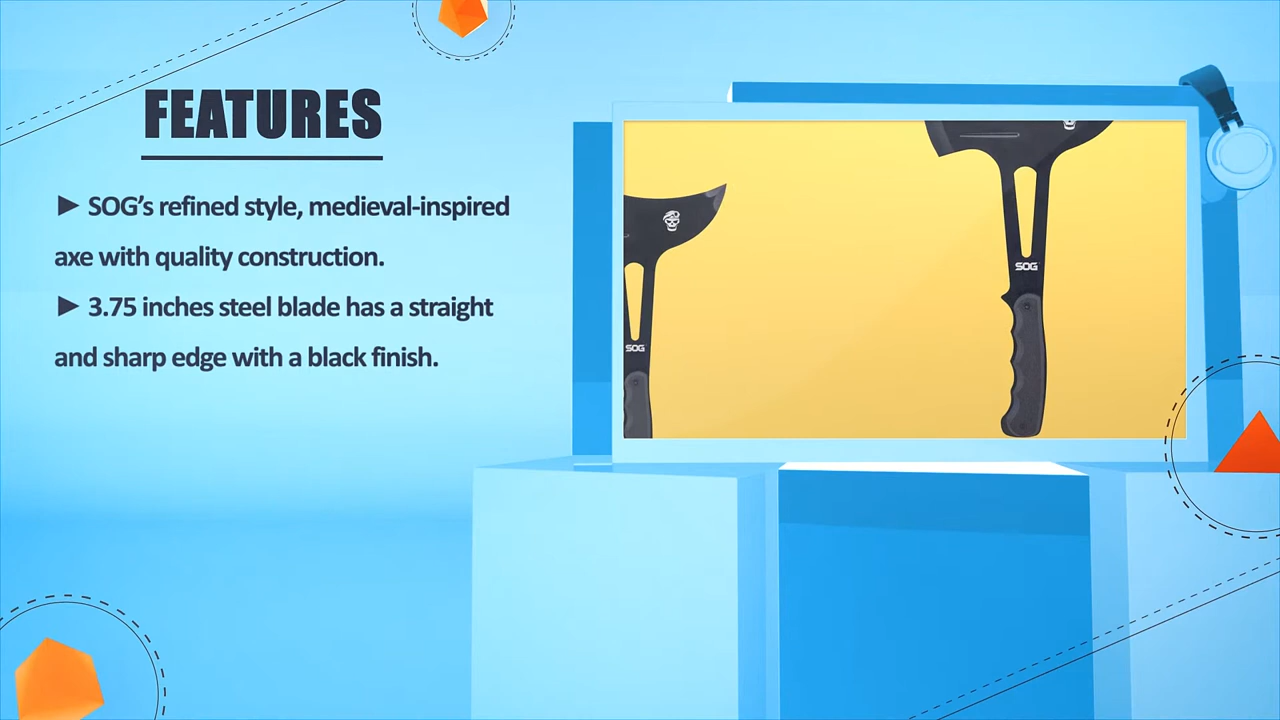 FEATURES
► SOG's refined style, medieval-inspired
axe with quality construction.
► 3.75 inches steel blade has a straight
and sharp edge with a black finish.
SOG
SOG